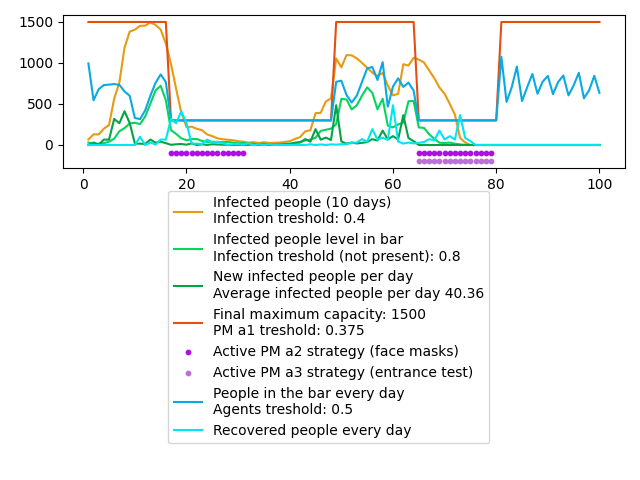 1500
1000
500
0
0 20 40 60 80 100
Infected people (10 days)
Infection treshold: 0.4
Infected people level in bar
Infection treshold (not present): 0.8
New infected people per day
Average infected people per day 40.36
Final maximum capacity: 1500
PM a1 treshold: 0.375
Active PM a2 strategy (face masks)
Active PM a3 strategy (entrance test)
People in the bar every day
Agents treshold: 0.5
Recovered people every day